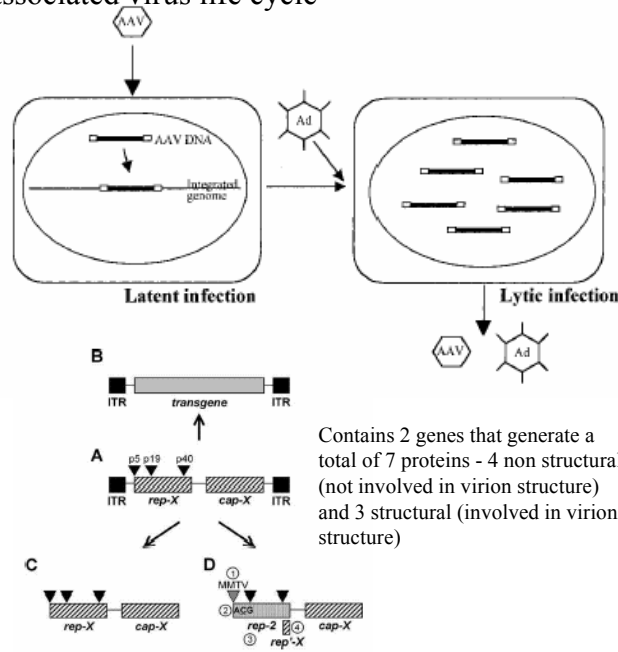 associated virus life cycle
AAV
AAV DNA
Integrated
genome
Ad
Latent infection
Lytic infection
AAV
Ad
B
ITR
transgene
ITR
A
p5 p19 p40
ITR
rep-X
cap-X
ITR
Contains 2 genes that generate a
total of 7 proteins - 4 non structural
(not involved in virion structure)
and 3 structural (involved in virion
structure)
C
rep-X
cap-X
D
1
MMTV
2
ACG
rep-2
3
4
rep'-X
cap-X